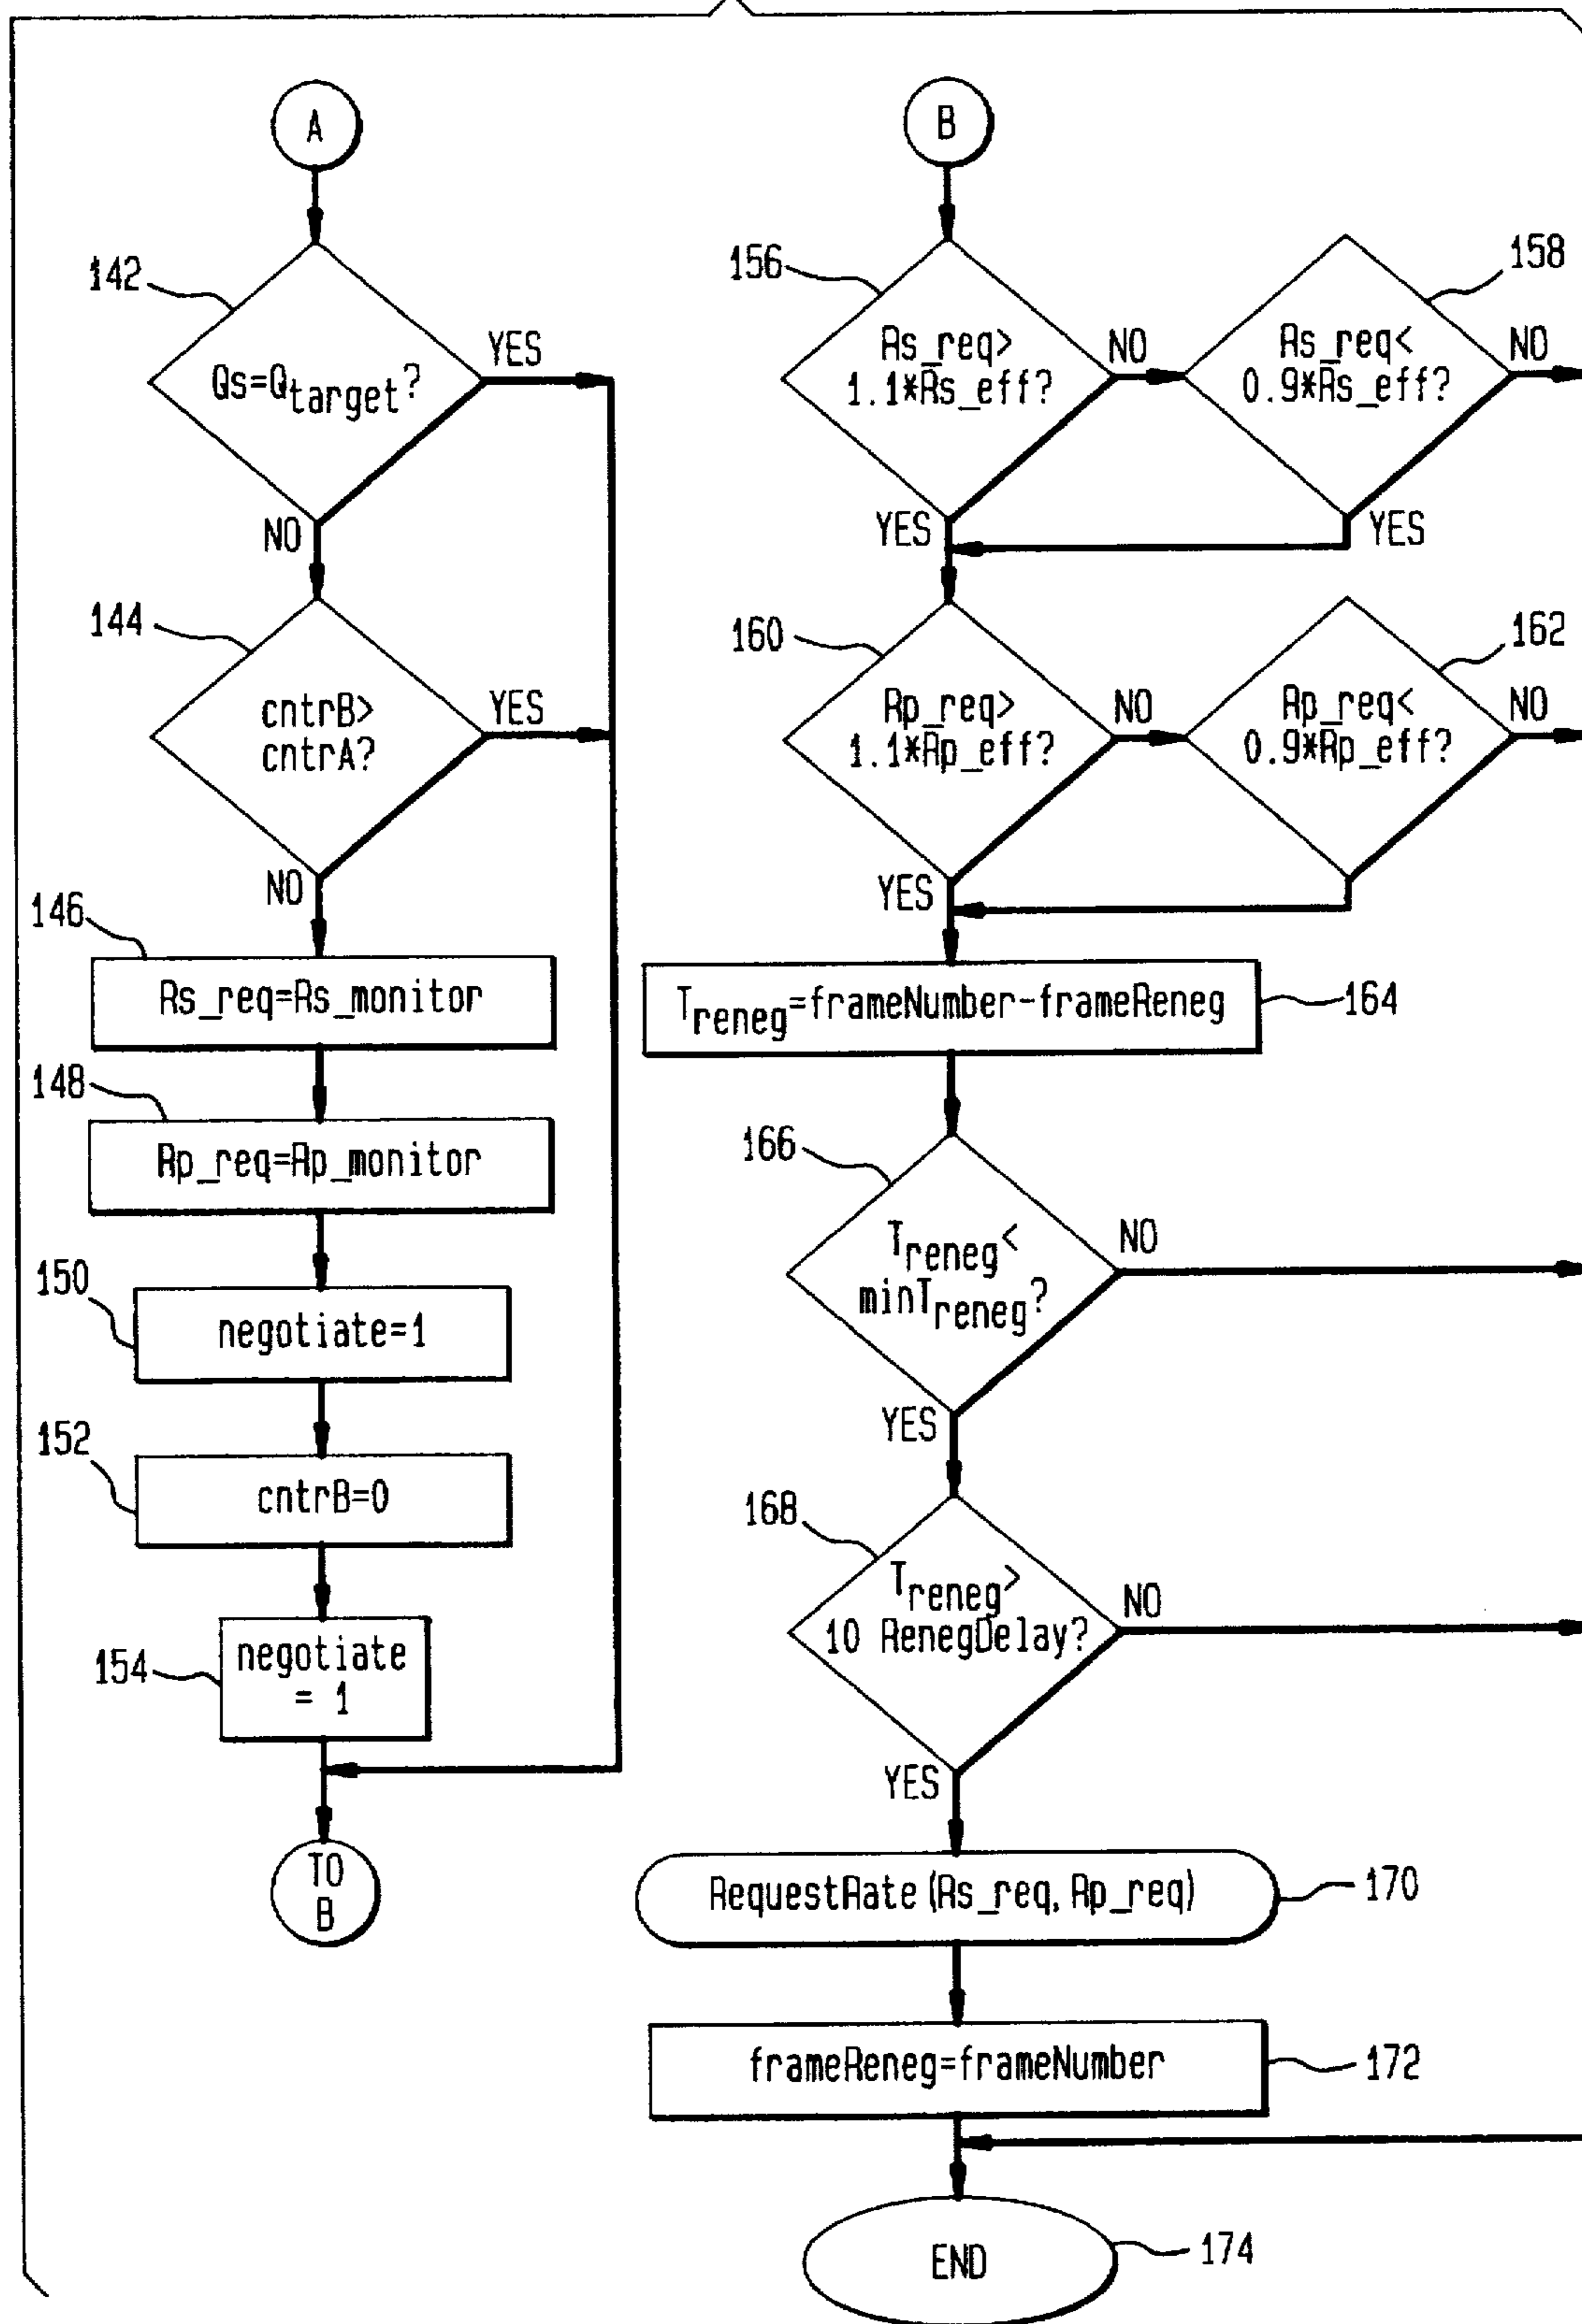 A
142
Qs=Qtarget?
YES
NO
144
cntrB>
cntrA?
YES
NO
146
Rs_req=Rs_monitor
148
Rp_req=Rp_monitor
150
negotiate=1
152
cntrB=0
154
negotiate
= 1
TO
B
B
156
Rs_req>
1.1*Rs_eff?
NO
YES
158
Rs_req<
0.9*Rs_eff?
NO
YES
160
Rp_req>
1.1*Rp_eff?
NO
YES
162
Rp_req<
0.9*Rp_eff?
NO
Treneg=frameNumber-frameReneg
164
166
Treneg<
minTreneg?
NO
YES
168
Treneg>
10 RenegDelay?
NO
YES
RequestRate (Rs_req, Rp_req)
170
frameReneg=frameNumber
172
END
174